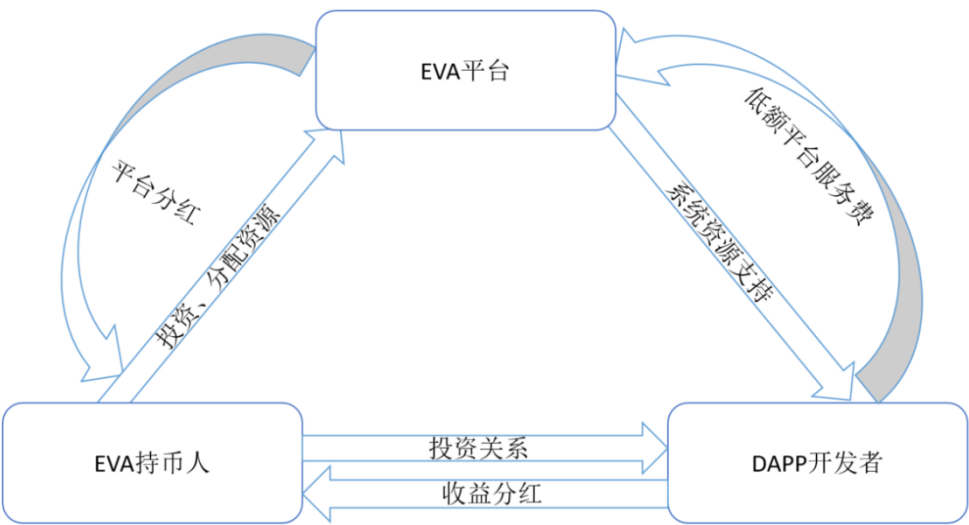 EVA平台
低额平台服务费
平台分红
投资、分配资源
系统资源支持
EVA持币人
投资关系
收益分红
DAPP开发者